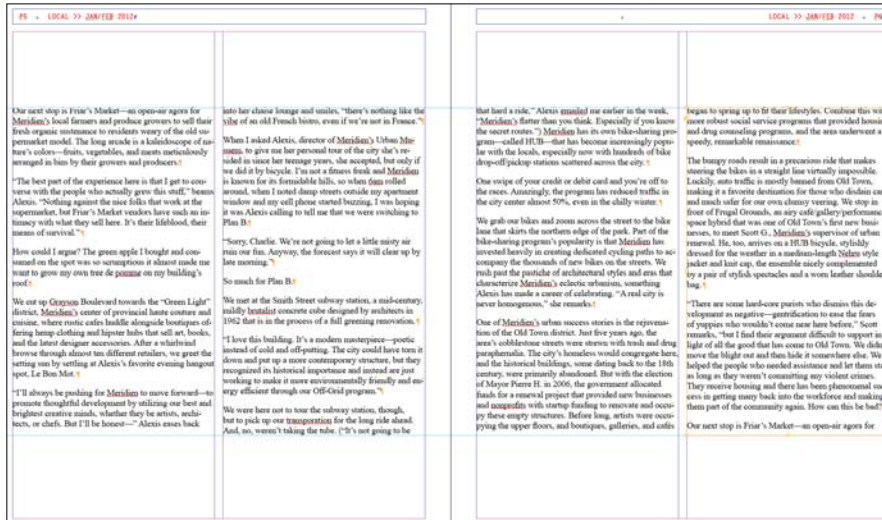 P5 + LOCAL >> JAN/FEB 2012#
LOCAL >> JAN/FEB 2012 +
Our next stop is Friar's Market—an open-air agora for
Meridien's local farmers and produce growers to sell their
fresh organic sustenance to residents weary of the old su-
permarket model. The long arcade is a kaleidoscope of na-
ture's colors—fruits, vegetables, and meats meticulously
arranged in bins by their growers and producers.¶
"The best part of the experience here is that I get to con-
verse with the people who actually grew this stuff," beams
Alexis. "Nothing against the nice folks that work at the
supermarket, but Friar's Market vendors have such an in-
timacy with what they sell here. It's their lifeblood, their
means of survival."¶
How could I argue? The green apple I bought and con-
sumed on the spot was so scrumptious it almost made me
want to grow my own tree de pomme on my building's
roof.¶
We cut up Grayson Boulevard towards the "Green Light"
district, Meridien's center of provincial haute couture and
cuisine, where rustic cafes huddle alongside boutiques of-
fering hemp clothing and hipster hubs that sell art, books,
and the latest designer accessories. After a whirlwind
browse through almost ten different retailers, we greet the
setting sun by settling at Alexis's favorite evening hangout
spot, Le Bon Mot.¶
"I'll always be pushing for Meridien to move forward—to
promote thoughtful development by utilizing our best and
brightest creative minds, whether they be artists, archi-
tects, or chefs. But I'll be honest—" Alexis eases back
into her chaise lounge and smiles, "there's nothing like the
vibe of an old French bistro, even if we're not in France."¶
When I asked Alexis, director of Meridien's Urban Mu-
seum, to give me her personal tour of the city she's re-
sided in since her teenage years, she accepted, but only if
we did it by bicycle. I'm not a fitness freak and Meridien
is known for its formidable hills, so when 6am rolled
around, when I noted damp streets outside my apartment
window and my cell phone started buzzing, I was hoping
it was Alexis calling to tell me that we were switching to
Plan B.¶
"Sorry, Charlie. We're not going to let a little misty air
ruin our fun. Anyway, the forecast says it will clear up by
late morning."¶
So much for Plan B.¶
We met at the Smith Street subway station, a mid-century,
mildly brutalist concrete cube designed by architects in
1962 that is in the process of a full greening renovation.¶
"I love this building. It's a modern masterpiece—poetic
instead of cold and off-putting. The city could have torn it
down and put up a more contemporary structure, but they
recognized its historical importance and instead are just
working to make it more environmentally friendly and en-
ergy efficient through our Off-Grid program."¶
We were here not to tour the subway station, though,
but to pick up our transporation for the long ride ahead.
And, no, weren't taking the tube. ("It's not going to be
that hard a ride," Alexis emailed me earlier in the week,
"Meridien's flatter than you think. Especially if you know
the secret routes.") Meridien has its own bike-sharing pro-
gram—called HUB—that has become increasingly popu-
lar with the locals, especially now with hundreds of bike
drop-off/pickup stations scattered across the city.¶
One swipe of your credit or debit card and you're off to
the races. Amazingly, the program has reduced traffic in
the city center almost 50%, even in the chilly winter.¶
We grab our bikes and zoom across the street to the bike
lane that skirts the northern edge of the park. Part of the
bike-sharing program's popularity is that Meridien has
invested heavily in creating dedicated cycling paths to ac-
company the thousands of new bikes on the streets. We
rush past the pastiche of architectural styles and eras that
characterize Meridien's eclectic urbanism, something
Alexis has made a career of celebrating. "A real city is
never homogenous," she remarks.¶
One of Meridien's urban success stories is the rejuvena-
tion of the Old Town district. Just five years ago, the
area's cobblestone streets were strewn with trash and drug
paraphernalia. The city's homeless would congregate here,
and the historical buildings, some dating back to the 18th
century, were primarily abandoned. But with the election
of Mayor Pierre H. in 2006, the government allocated
funds for a renewal project that provided new businesses
and nonprofits with startup funding to renovate and occu-
py these empty structures. Before long, artists were occu-
pying the upper floors, and boutiques, galleries, and cafés
began to spring up to fit their lifestyles. Combine this wi
more robust social service programs that provided housi
and drug counseling programs, and the area underwent a
speedy, remarkable renaissance.¶
The bumpy roads result in a precarious ride that makes
steering the bikes in a straight line virtually impossible.
Luckily, auto traffic is mostly banned from Old Town,
making it a favorite destination for those who disdain car
and much safer for our own clumsy veering. We stop in
front of Frugal Grounds, an airy café/gallery/performance
space hybrid that was one of Old Town's first new busi-
nesses, to meet Scott G., Meridien's supervisor of urban
renewal. He, too, arrives on a HUB bicycle, stylishly
dressed for the weather in a medium-length Nehru style
jacket and knit cap, the ensemble nicely complemented
by a pair of stylish spectacles and a worn leather shoulde
bag.¶
"There are some hard-core purists who dismiss this de-
velopment as negative—gentrification to ease the fears
of yuppies who wouldn't come near here before," Scott
remarks, "but I find their argument difficult to support in
light of all the good that has come to Old Town. We didn
move the blight out and then hide it somewhere else. We
helped the people who needed assistance and let them sta
as long as they weren't committing any violent crimes.
They receive housing and there has been phenomenal suc
cess in getting many back into the workforce and making
them part of the community again. How can this be bad?
Our next stop is Friar's Market—an open-air agora for